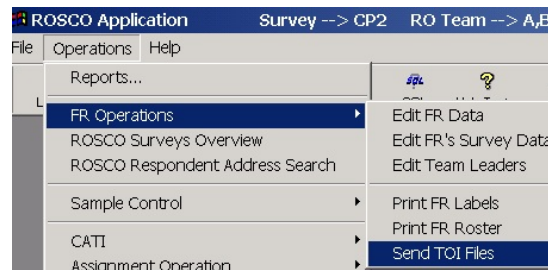 ROSCO Application Survey --> CP2 RO Team --> A,B
File Operations Help
Reports...
SQL
FR Operations
ROSCO Surveys Overview
ROSCO Respondent Address Search
Sample Control
CATI
Assignment Operation
Edit FR Data
Edit FR's Survey Data
Edit Team Leaders
Print FR Labels
Print FR Roster
Send TOI Files